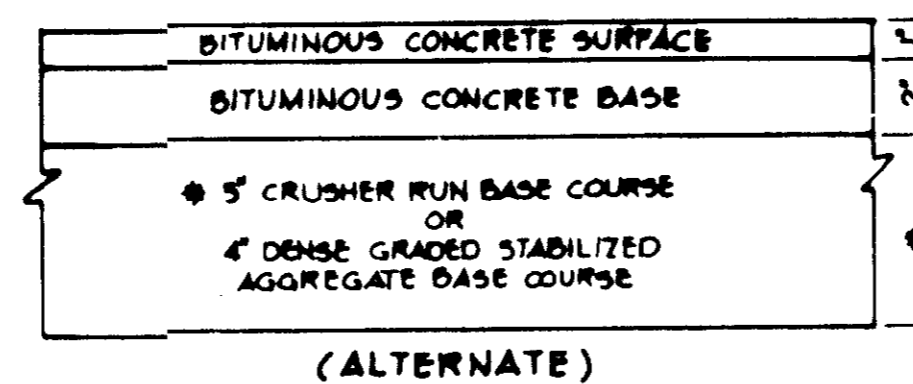 BITUMINOUS CONCRETE SURFACE
BITUMINOUS CONCRETE BASE
* 5" CRUSHER RUN BASE COURSE
OR
4" DENSE GRADED STABILIZED
AGGREGATE BASE COURSE
*
(ALTERNATE)